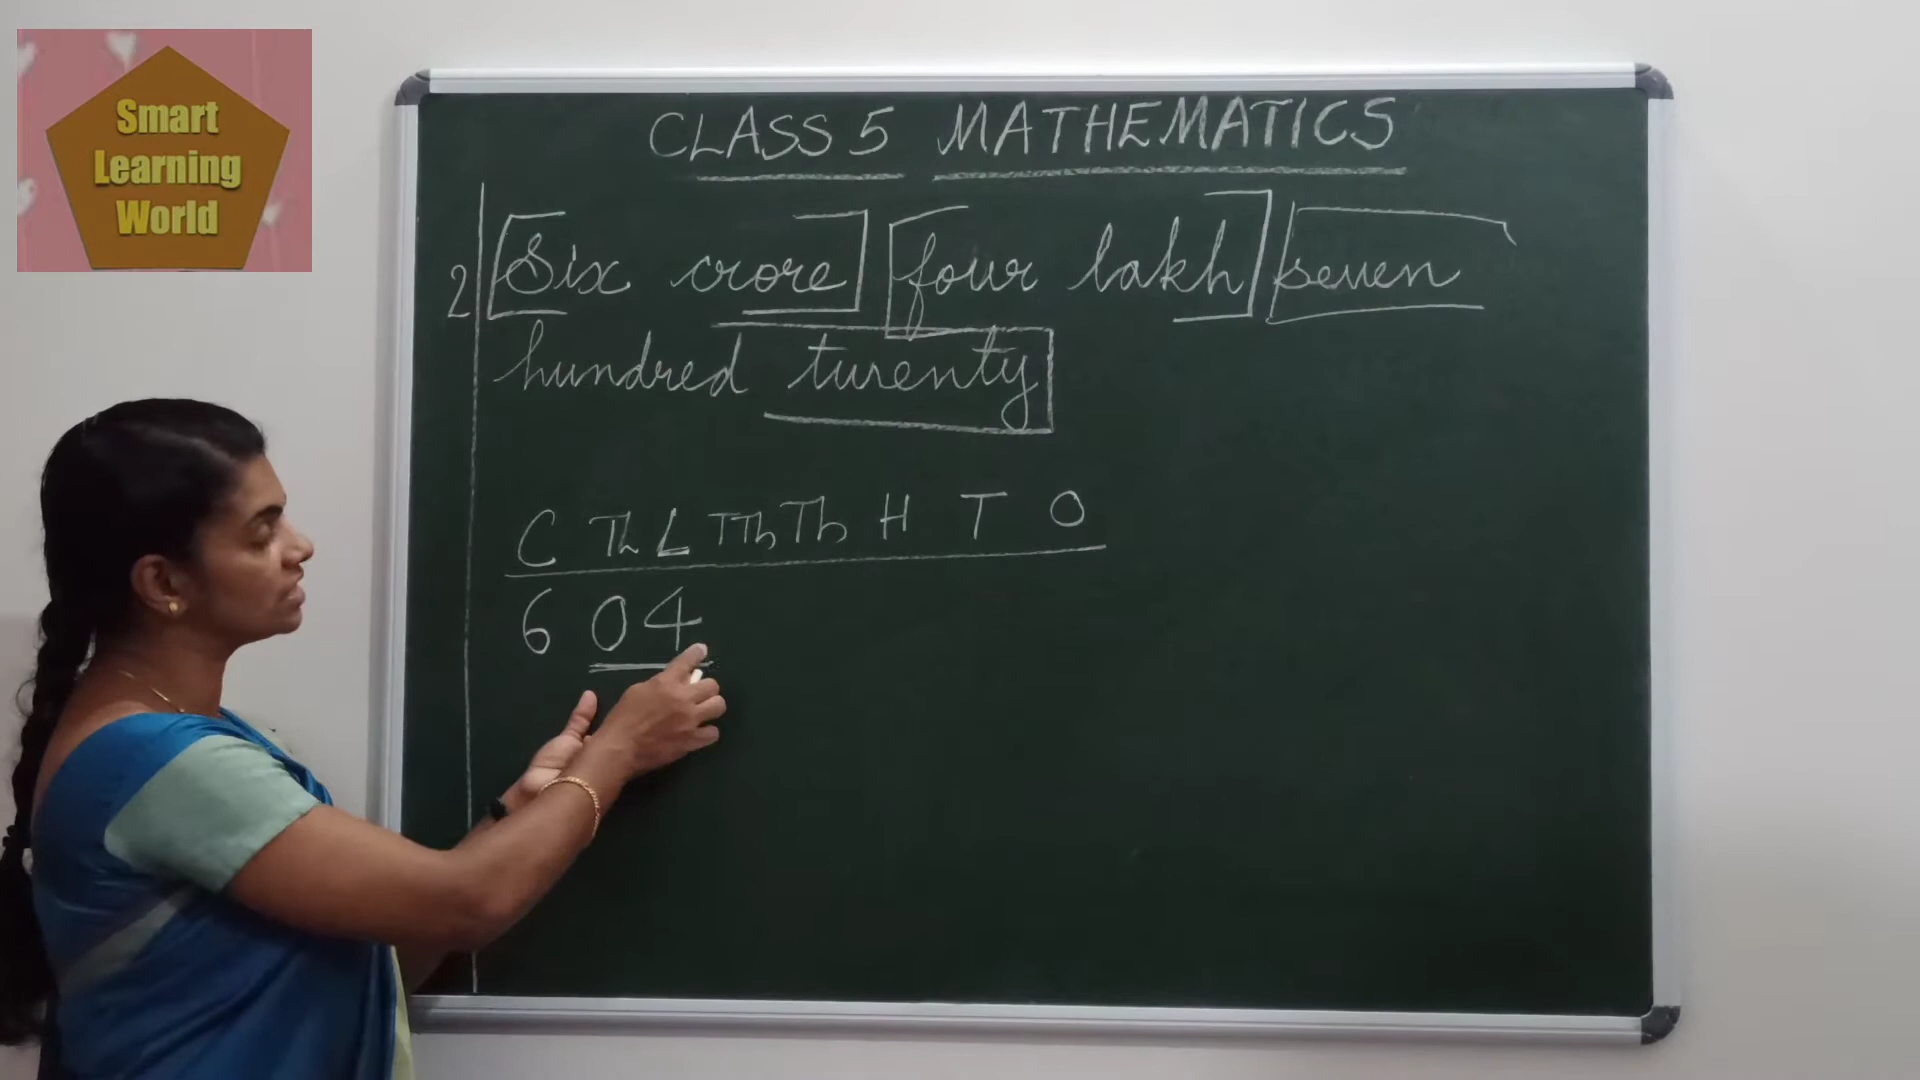 Smart
Learning
World
CLASS 5 MATHEMATICS
2 Six crore four lakh seven
hundred twenty
C Th L TTh Th H T O
6 0 4